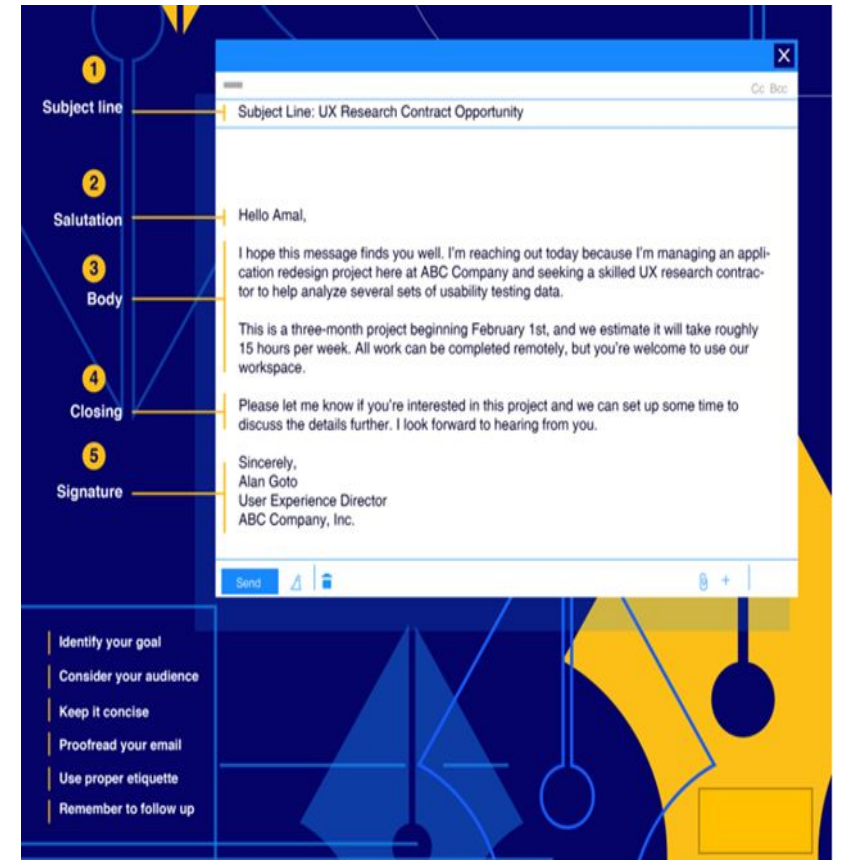 X
Cc Bcc
1
Subject line
Subject Line: UX Research Contract Opportunity
2
Salutation
Hello Amal,
3
Body
I hope this message finds you well. I'm reaching out today because I'm managing an appli-
cation redesign project here at ABC Company and seeking a skilled UX research contrac-
tor to help analyze several sets of usability testing data.
This is a three-month project beginning February 1st, and we estimate it will take roughly
15 hours per week. All work can be completed remotely, but you're welcome to use our
workspace.
4
Closing
Please let me know if you're interested in this project and we can set up some time to
discuss the details further. I look forward to hearing from you.
5
Signature
Sincerely,
Alan Goto
User Experience Director
ABC Company, Inc.
Send
Identify your goal
Consider your audience
Keep it concise
Proofread your email
Use proper etiquette
Remember to follow up